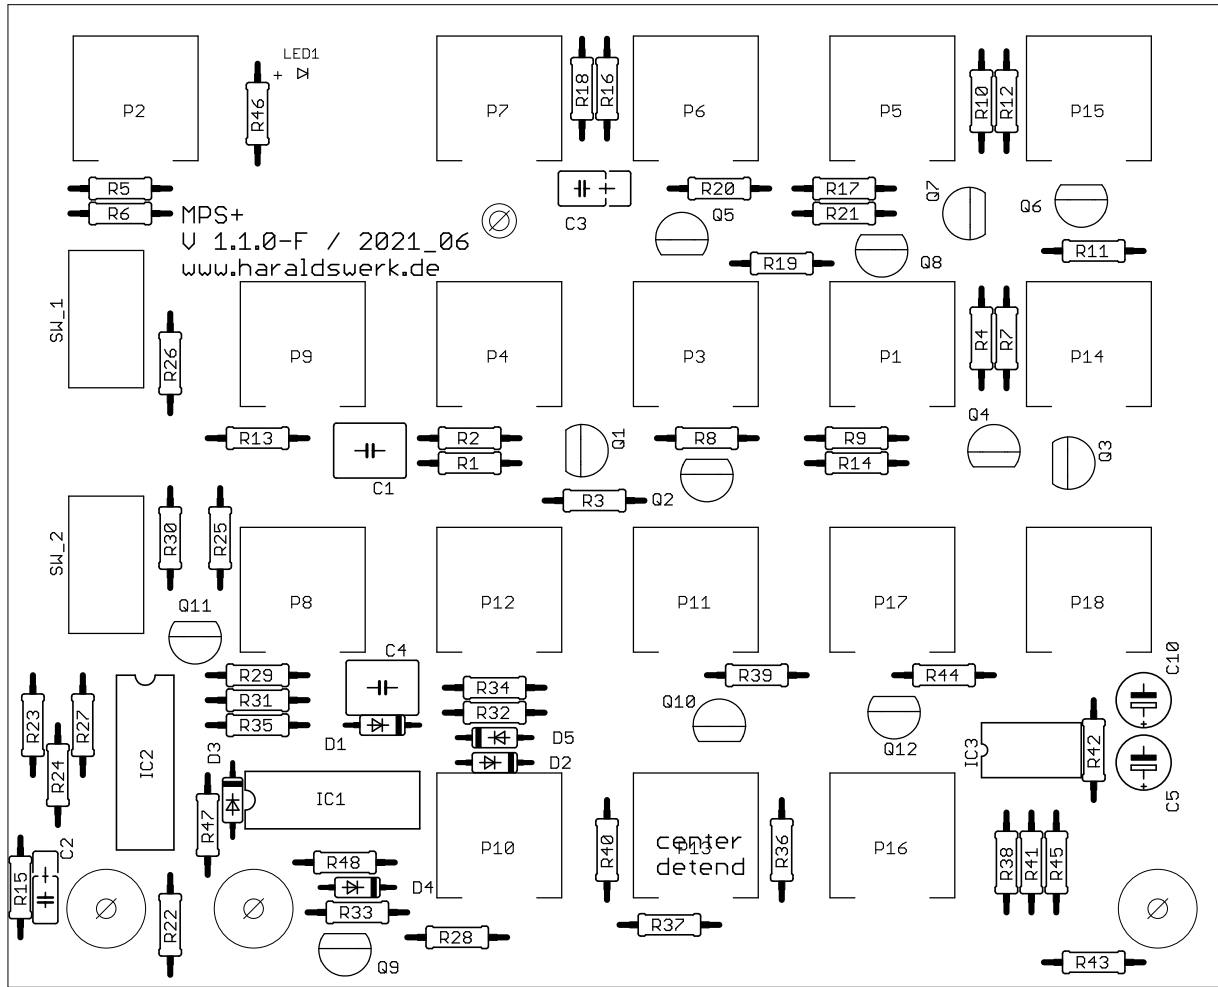 LED1
+
P2
R46
P7
R18
R16
P6
P5
R10
R12
P15
R5
R6
C3
R20
Q5
R17
R21
Q7
Q6
MPS+
V 1.1.0-F / 2021_06
www.haraldswerk.de
R19
Q8
R11
SW_1
R26
P9
P4
P3
P1
R4
R7
P14
R13
C1
R2
R1
Q1
R8
R9
R14
Q4
Q3
R3
Q2
SW_2
R30
R25
P8
P12
P11
P17
P18
Q11
R29
R31
R35
C4
R34
R32
R39
R44
C10
R23
R24
R27
IC2
D3
D1
D5
D2
Q10
Q12
IC3
R42
C5
IC1
R47
P10
R40
center
P13
detend
R36
P16
R38
R41
R45
R15
C2
R48
D4
R33
R22
Q9
R28
R37
R43